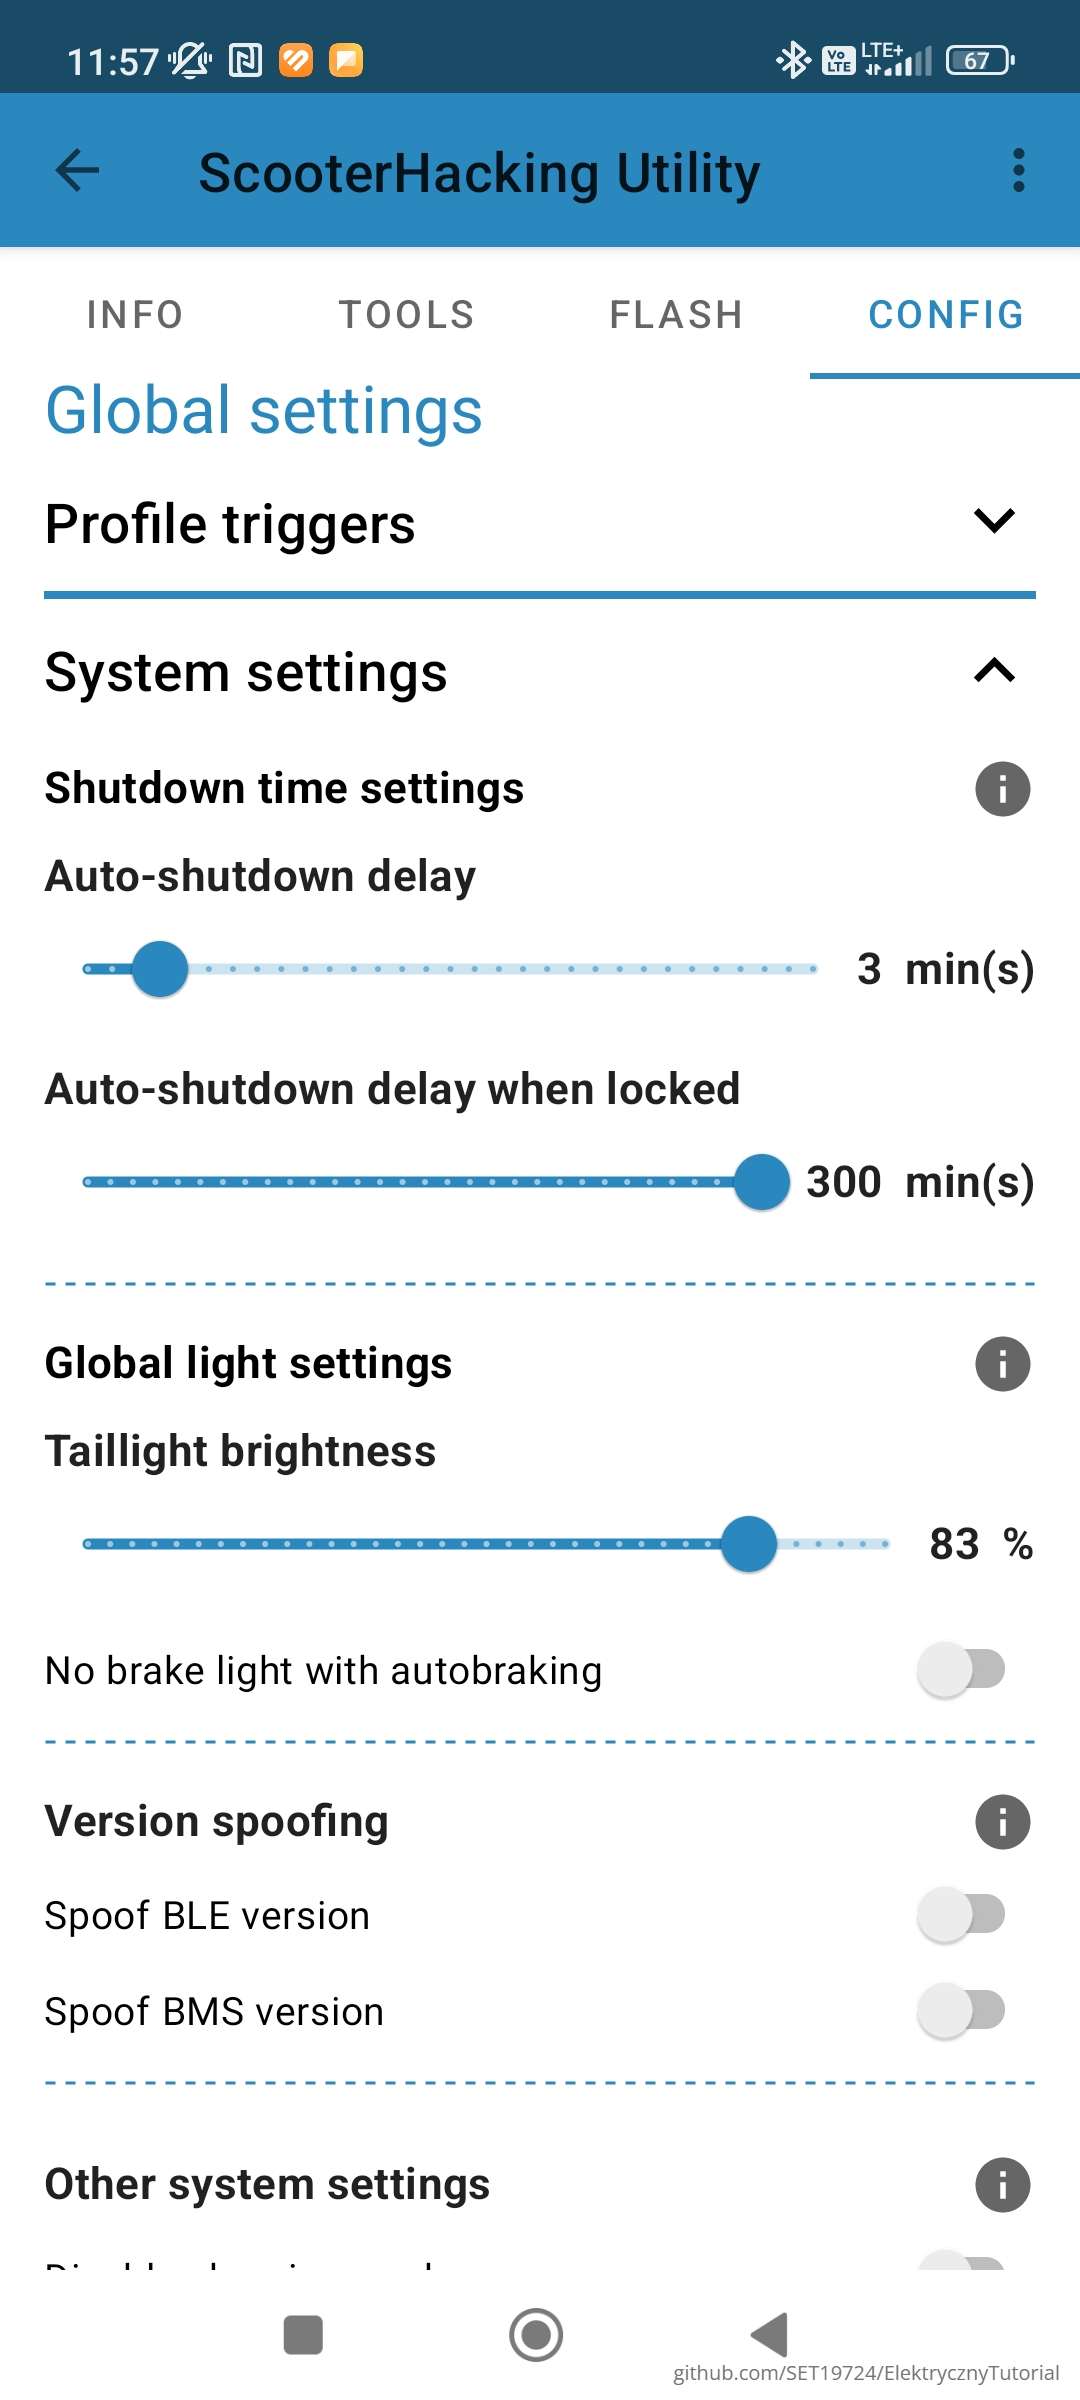 11:57
Vo LTE LTE+ 67
ScooterHacking Utility
INFO TOOLS FLASH CONFIG
Global settings
Profile triggers
System settings
Shutdown time settings
Auto-shutdown delay
3 min(s)
Auto-shutdown delay when locked
300 min(s)
Global light settings
Taillight brightness
83 %
No brake light with autobraking
Version spoofing
Spoof BLE version
Spoof BMS version
Other system settings
github.com/SET19724/ElektrycznyTutorial